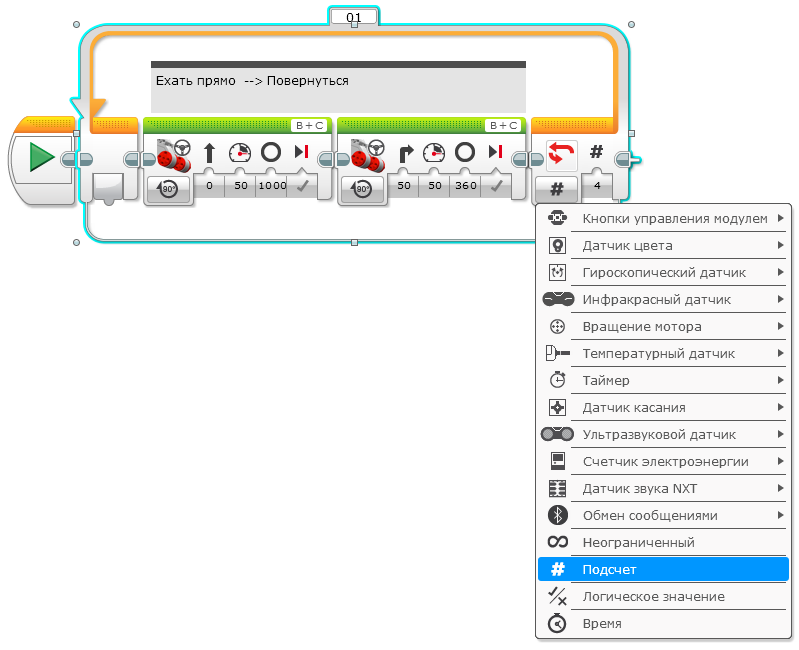 01
Ехать прямо --> Повернуться
B+C
B+C
90°
0
50
1000
90°
50
50
360
#
#
4
Кнопки управления модулем
Датчик цвета
Гироскопический датчик
Инфракрасный датчик
Вращение мотора
Температурный датчик
Таймер
Датчик касания
Ультразвуковой датчик
Счетчик электроэнергии
Датчик звука NXT
Обмен сообщениями
Неограниченный
# Подсчет
Логическое значение
Время